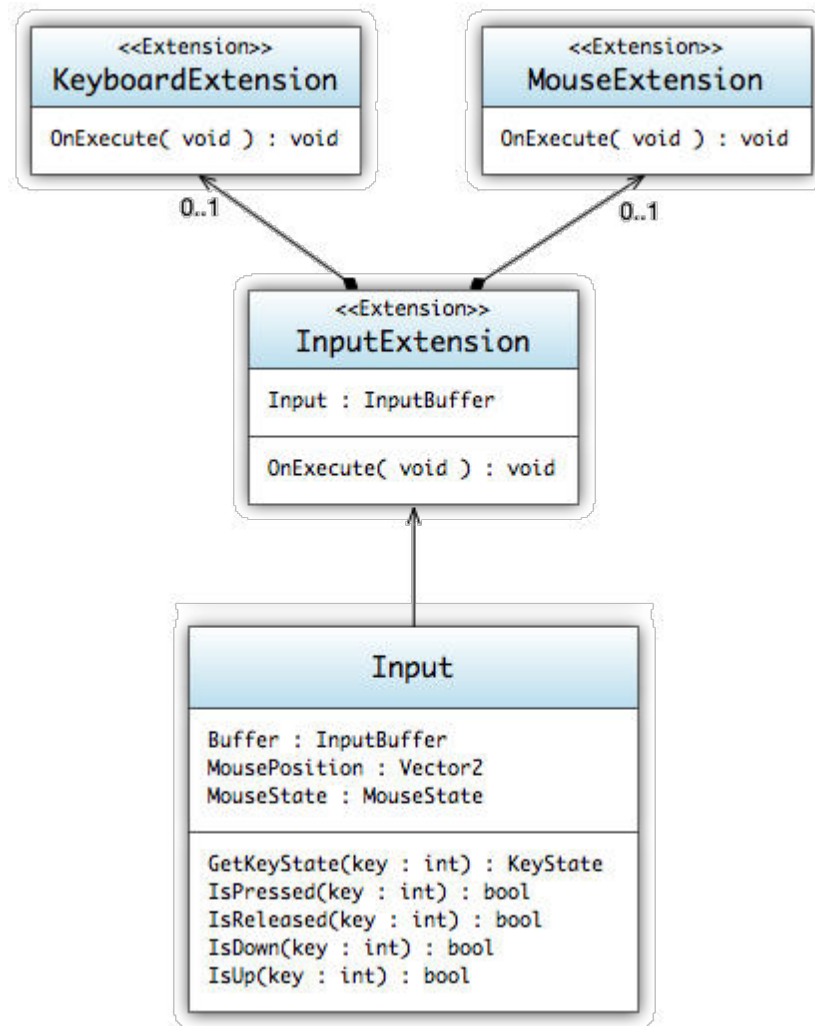 <<Extension>>
KeyboardExtension
OnExecute( void ) : void
<<Extension>>
MouseExtension
OnExecute( void ) : void
0..1
0..1
<<Extension>>
InputExtension
Input : InputBuffer
OnExecute( void ) : void
Input
Buffer : InputBuffer
MousePosition : Vector2
MouseState : MouseState
GetKeyState(key : int) : KeyState
IsPressed(key : int) : bool
IsReleased(key : int) : bool
IsDown(key : int) : bool
IsUp(key : int) : bool